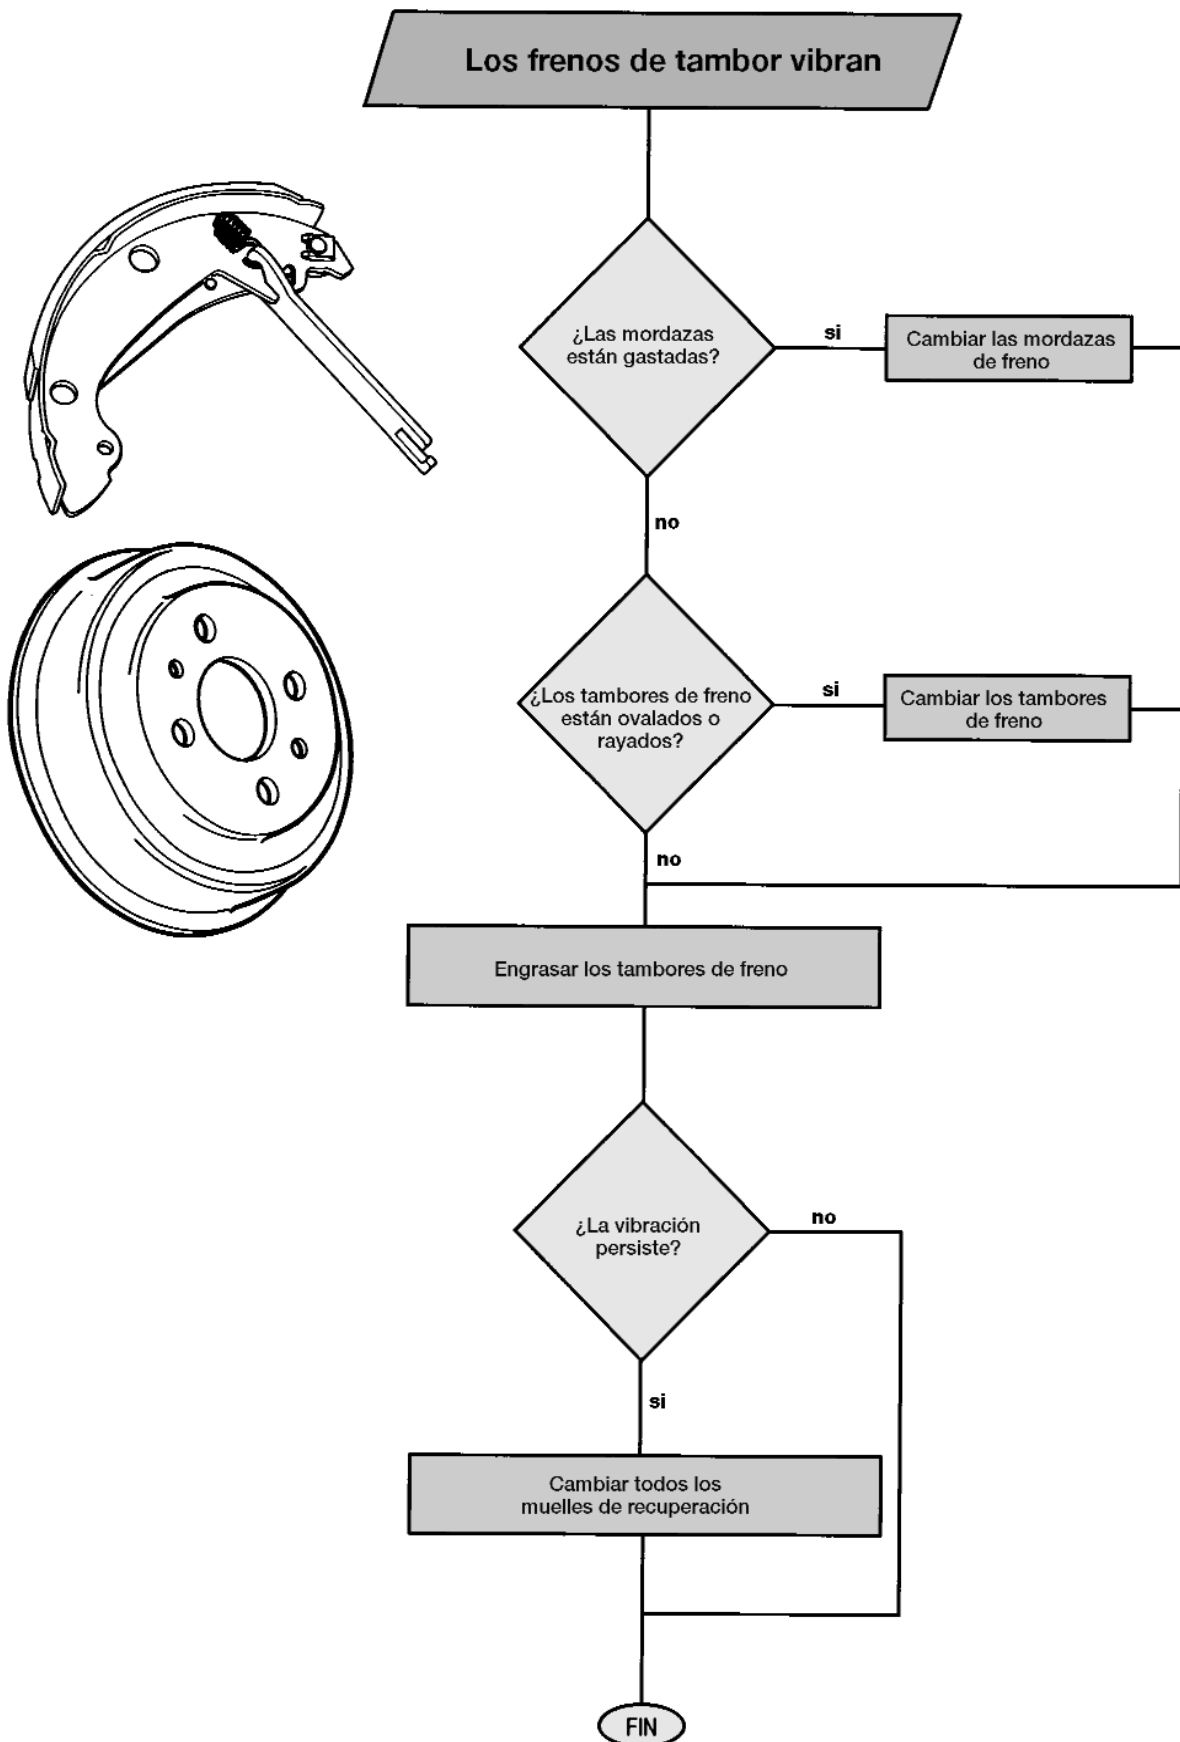 Los frenos de tambor vibran
¿Las mordazas
están gastadas?
si
Cambiar las mordazas
de freno
no
¿Los tambores de freno
están ovalados o
rayados?
si
Cambiar los tambores
de freno
no
Engrasar los tambores de freno
¿La vibración
persiste?
no
si
Cambiar todos los
muelles de recuperación
FIN